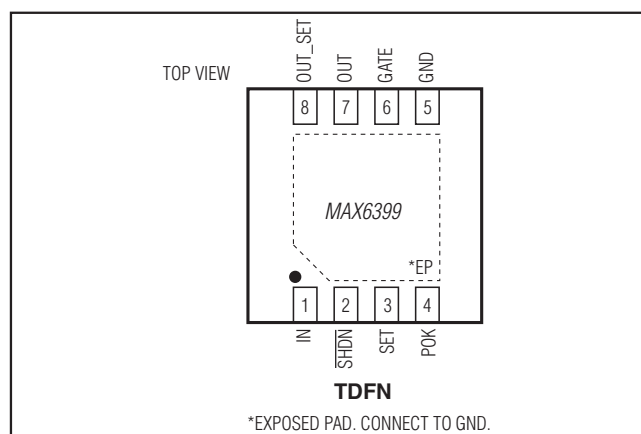 TOP VIEW
OUT_SET
OUT
GATE
GND
8
7
6
5
MAX6399
*EP
1
2
3
4
IN
SHDN
SET
POK
TDFN
*EXPOSED PAD. CONNECT TO GND.